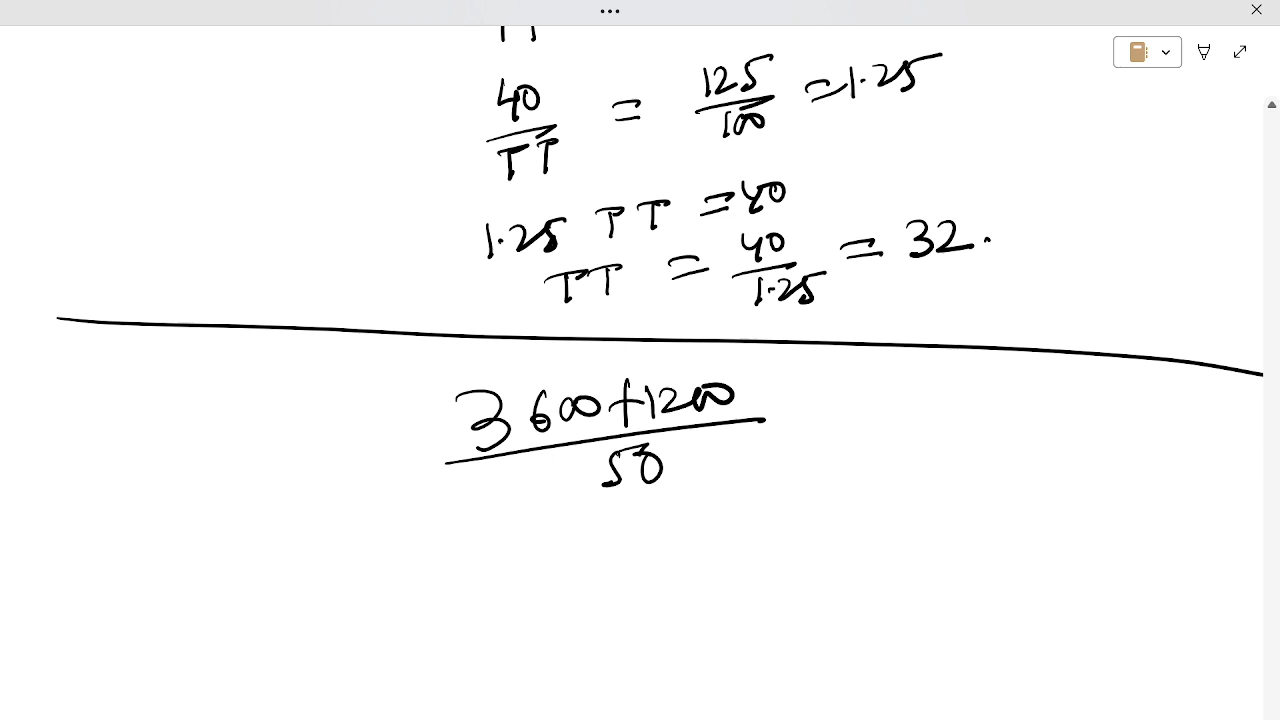 40/TT = 125/100 = 1.25
1.25 TT = 40
TT = 40/1.25 = 32.
3600+1200/50